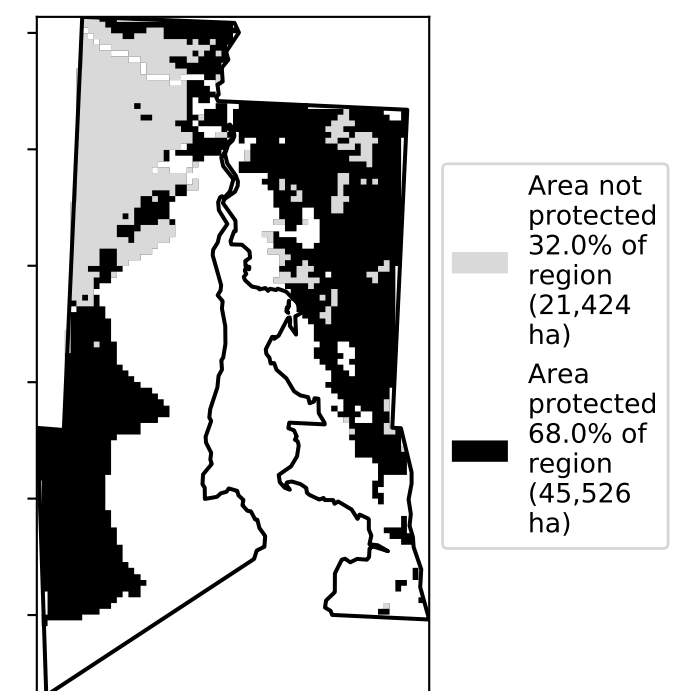 Area not
protected
32.0% of
region
(21,424
ha)
Area
protected
68.0% of
region
(45,526
ha)